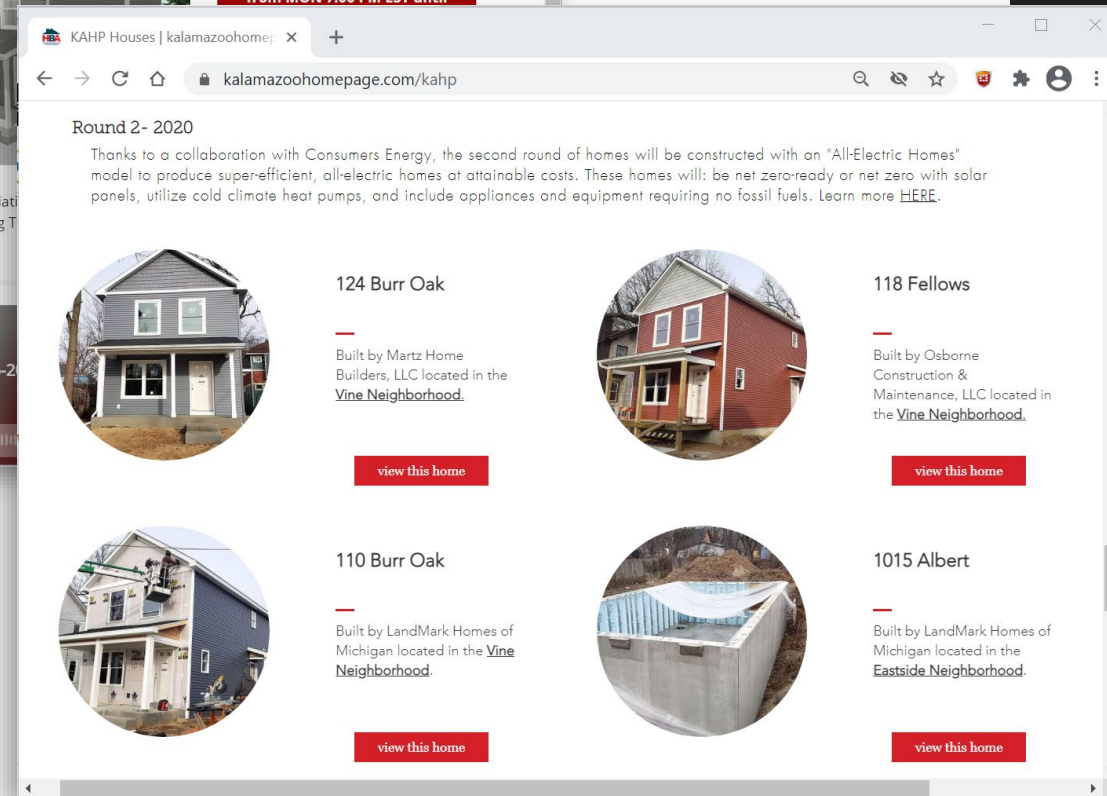 from MON 9:00 PM EST until
KAHP Houses | kalamazoohomep
kalamazoohomepage.com/kahp
Round 2- 2020
Thanks to a collaboration with Consumers Energy, the second round of homes will be constructed with an "All-Electric Homes"
model to produce super-efficient, all-electric homes at attainable costs. These homes will: be net zero-ready or net zero with solar
panels, utilize cold climate heat pumps, and include appliances and equipment requiring no fossil fuels. Learn more HERE.
124 Burr Oak
Built by Martz Home
Builders, LLC located in the
Vine Neighborhood.
view this home
118 Fellows
Built by Osborne
Construction &
Maintenance, LLC located in
the Vine Neighborhood.
view this home
110 Burr Oak
Built by LandMark Homes of
Michigan located in the Vine
Neighborhood.
view this home
1015 Albert
Built by LandMark Homes of
Michigan located in the
Eastside Neighborhood.
view this home